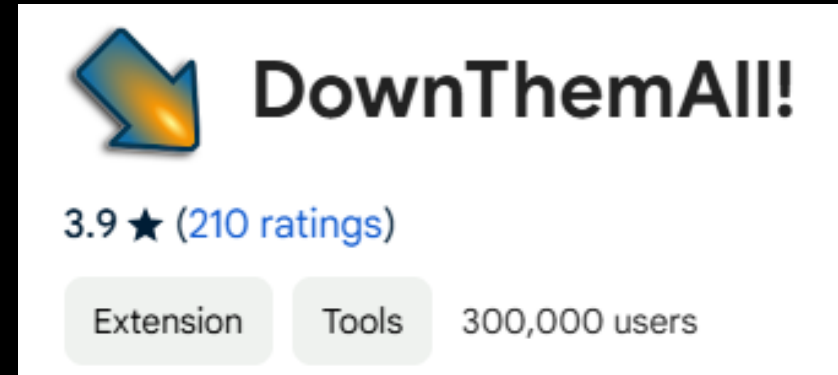 DownThemAll!
3.9 ★ (210 ratings)
Extension Tools 300,000 users